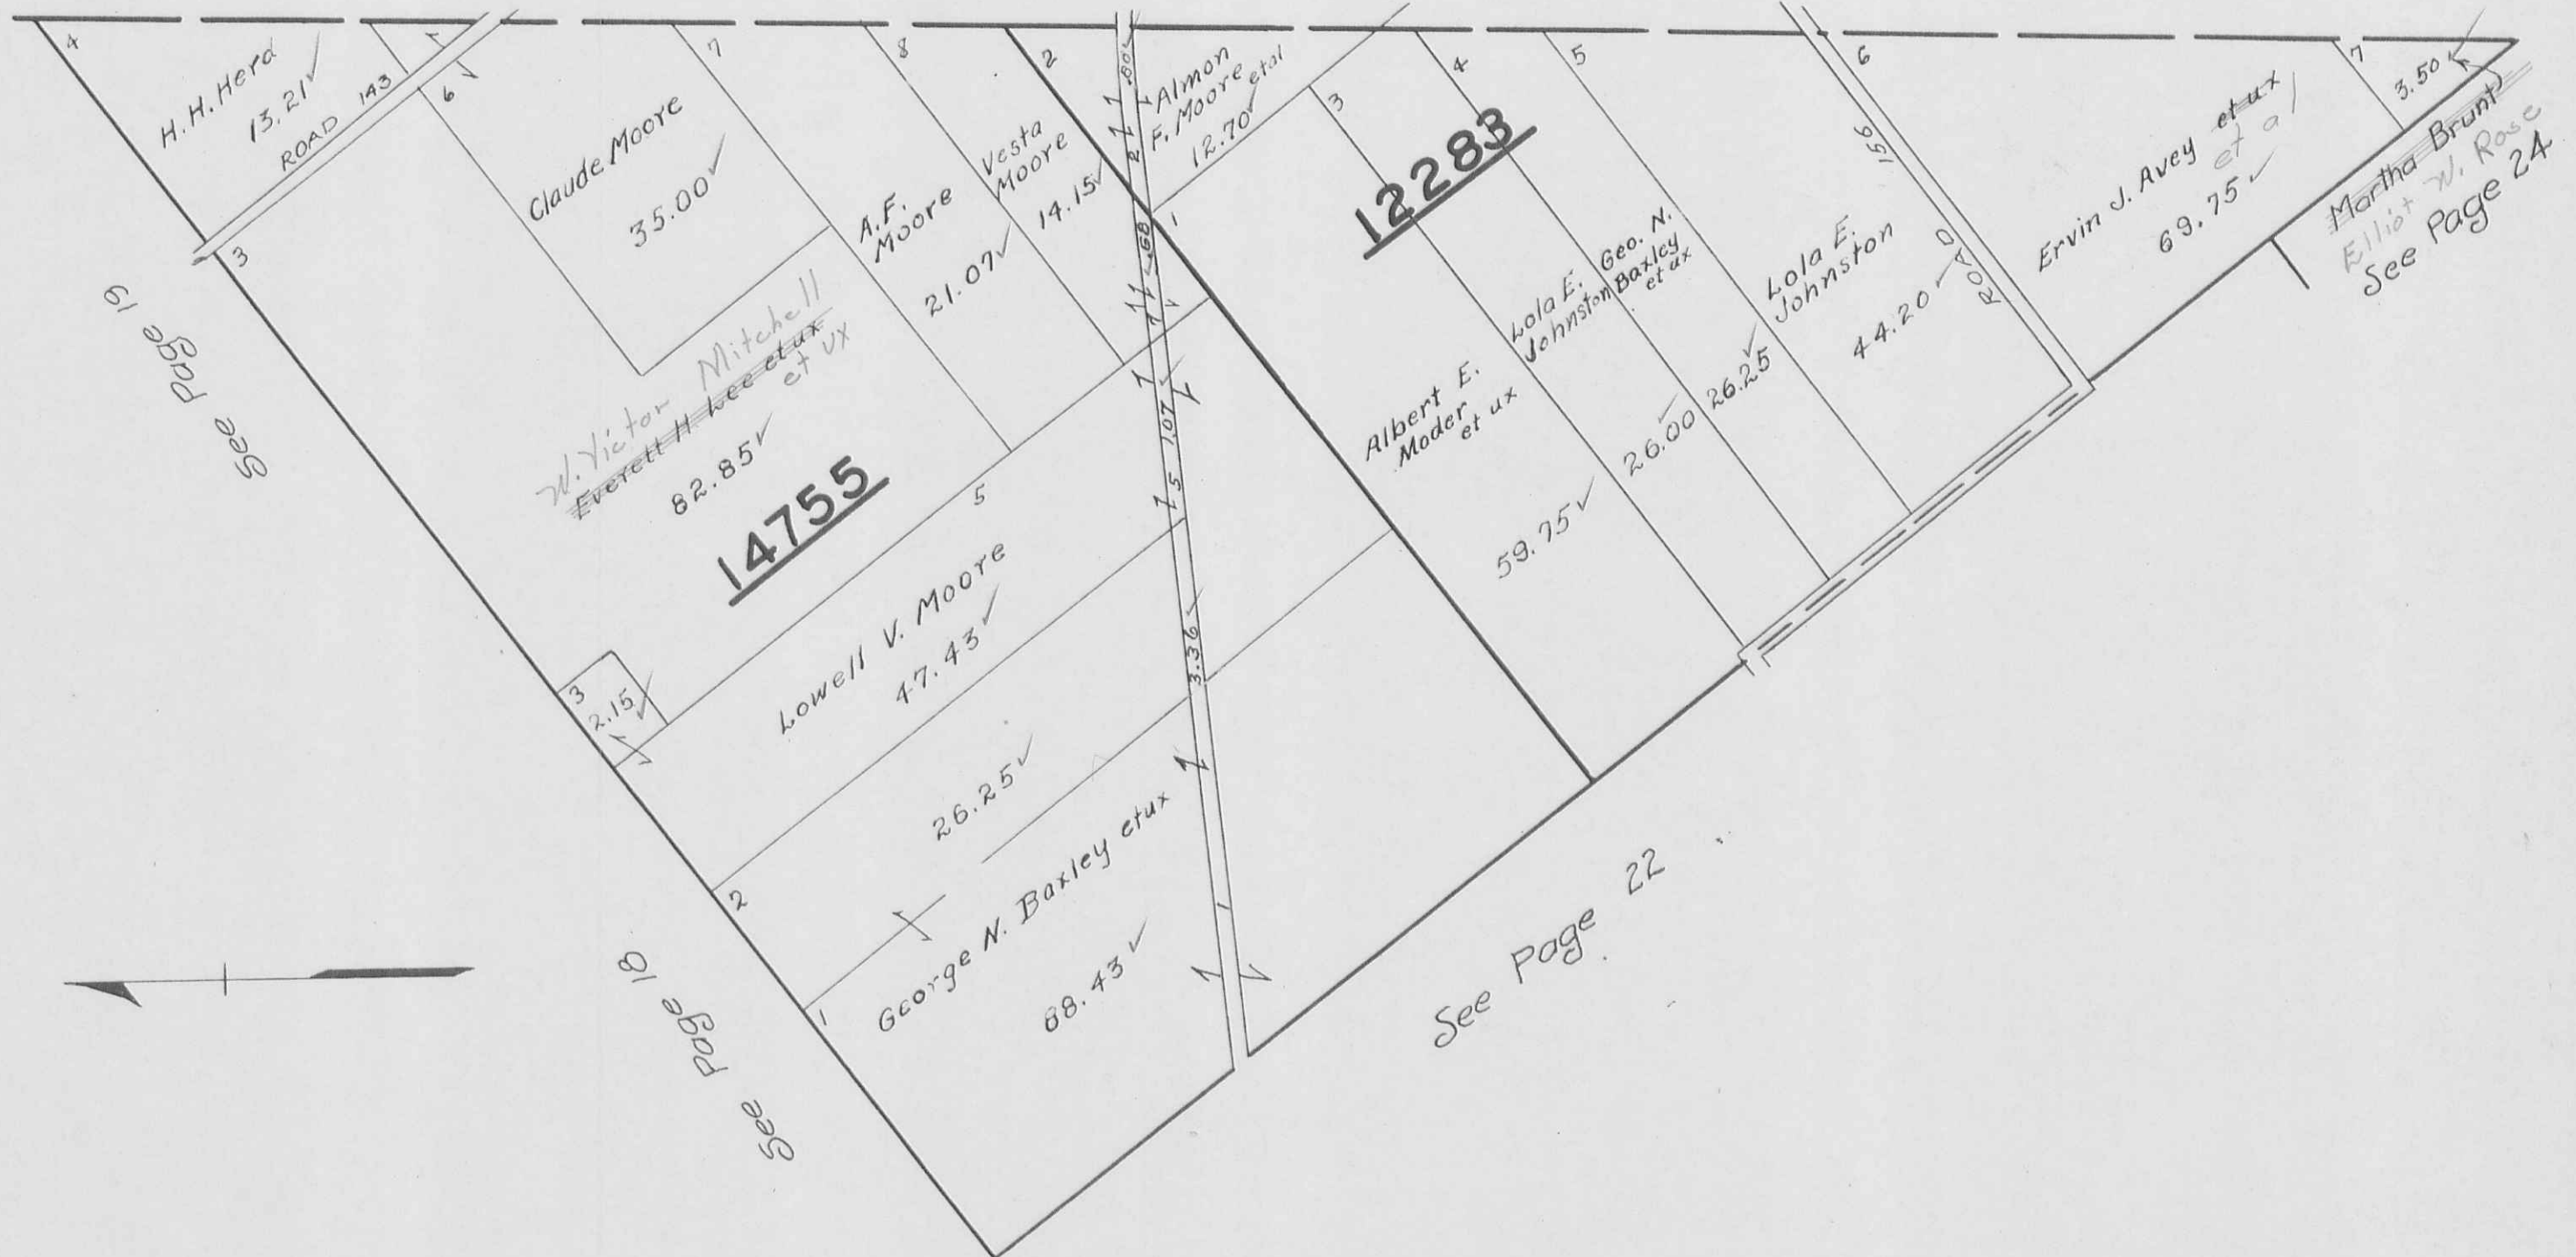 4
H. H. Herd
13.21
ROAD 143
3
6
See Page 19
Claude Moore
35.00
7
A. F.
Moore
21.07
8
Vesta
Moore
14.15
2
.80
2
.68
1
Almon
F. Moore etal
12.70
3
12283
4
5
6
156
ROAD
7
3.50
Martha Brunt
Elliot W. Rose
See Page 24
Ervin J. Avey et ux
et al
69.75
Lola E.
Johnston
44.20
Geo. N.
Baxley
et ux
26.25
Lola E.
Johnston
26.00
Albert E.
Moder
et ux
59.75
W. Victor Mitchell
Everett H. Lee et ux
et ux
82.85
14755
5
1.07
5
3.36
1
3
2.15
Lowell V. Moore
47.43
2
26.25
George N. Baxley etux
88.43
1
See Page 18
See Page 22